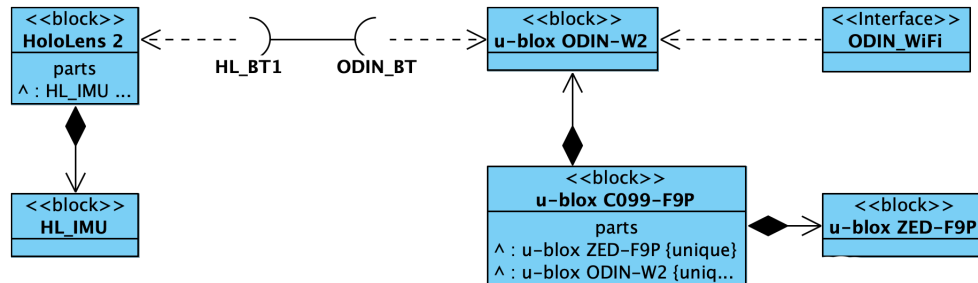 <<block>>
HoloLens 2
parts
^ : HL_IMU ...
HL_BT1
ODIN_BT
<<block>>
u-blox ODIN-W2
<<Interface>>
ODIN_WiFi
<<block>>
HL_IMU
<<block>>
u-blox C099-F9P
parts
^ : u-blox ZED-F9P {unique}
^ : u-blox ODIN-W2 {uniq...
<<block>>
u-blox ZED-F9P